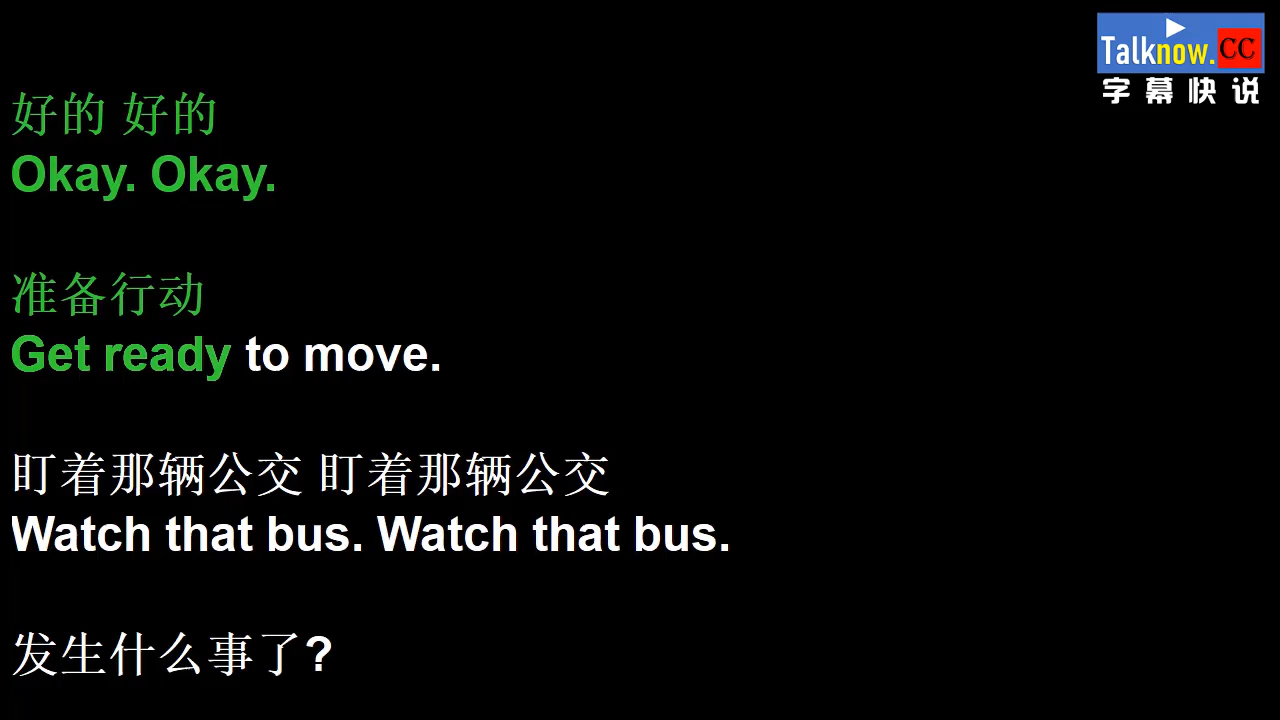 Talknow.CC
字幕快说
好的 好的
Okay. Okay.
准备行动
Get ready to move.
盯着那辆公交 盯着那辆公交
Watch that bus. Watch that bus.
发生什么事了?